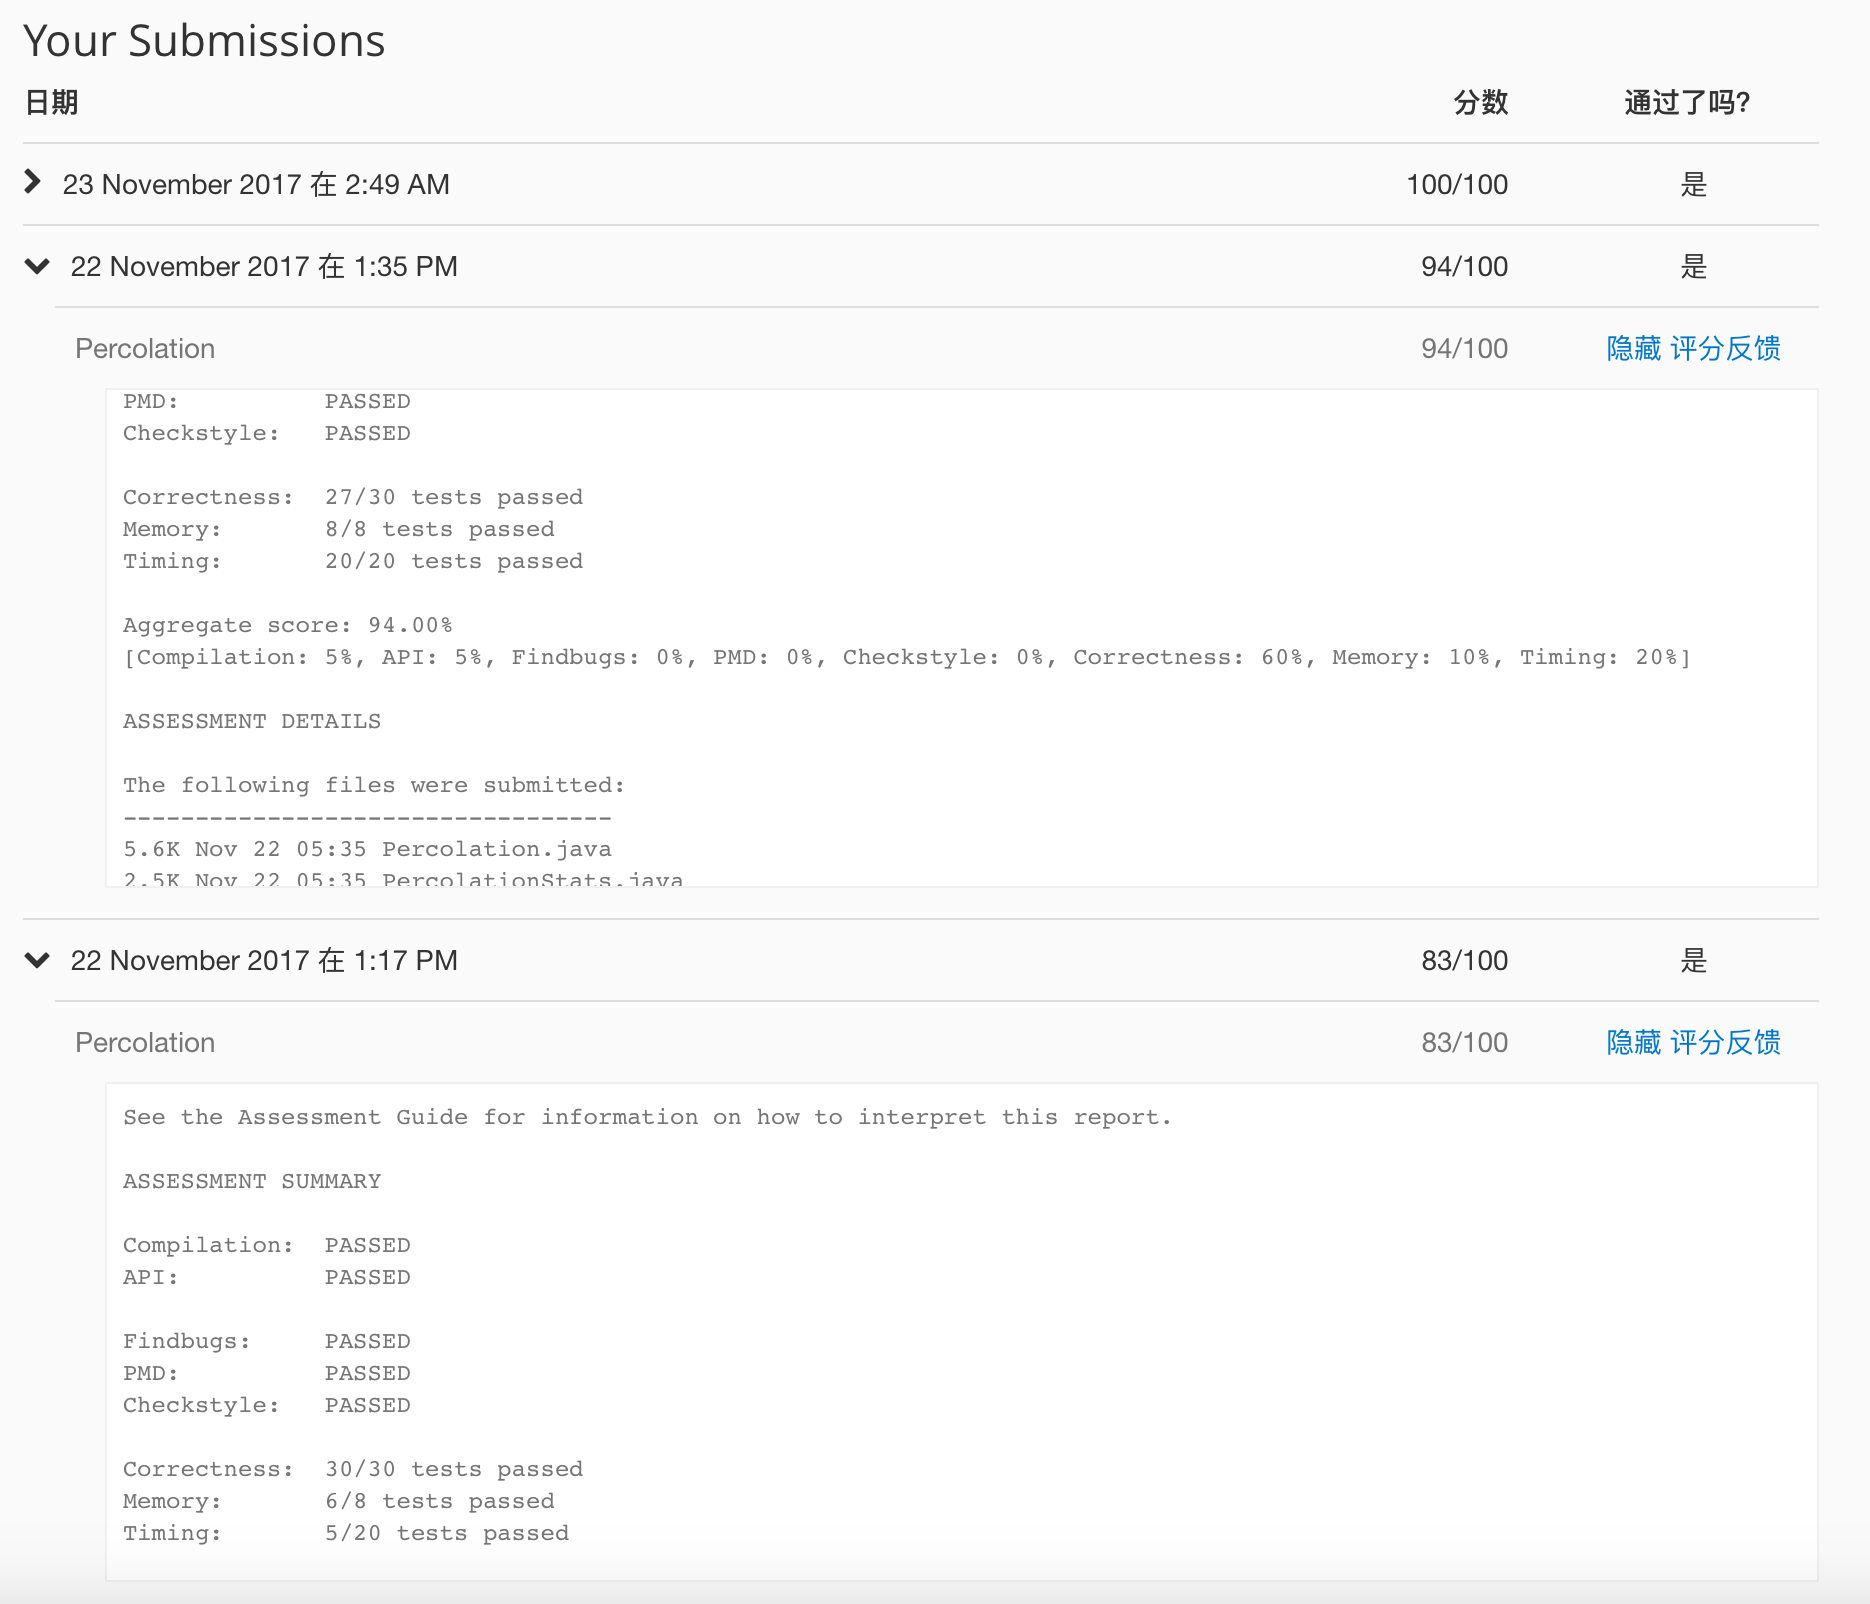 Your Submissions
日期 分数 通过了吗?
23 November 2017 在 2:49 AM 100/100 是
22 November 2017 在 1:35 PM 94/100 是
Percolation 94/100 隐藏 评分反馈
PMD: PASSED
Checkstyle: PASSED
Correctness: 27/30 tests passed
Memory: 8/8 tests passed
Timing: 20/20 tests passed
Aggregate score: 94.00%
[Compilation: 5%, API: 5%, Findbugs: 0%, PMD: 0%, Checkstyle: 0%, Correctness: 60%, Memory: 10%, Timing: 20%]
ASSESSMENT DETAILS
The following files were submitted:
----------------------------------
5.6K Nov 22 05:35 Percolation.java
2.5K Nov 22 05:35 PercolationStats.java
22 November 2017 在 1:17 PM 83/100 是
Percolation 83/100 隐藏 评分反馈
See the Assessment Guide for information on how to interpret this report.
ASSESSMENT SUMMARY
Compilation: PASSED
API: PASSED
Findbugs: PASSED
PMD: PASSED
Checkstyle: PASSED
Correctness: 30/30 tests passed
Memory: 6/8 tests passed
Timing: 5/20 tests passed